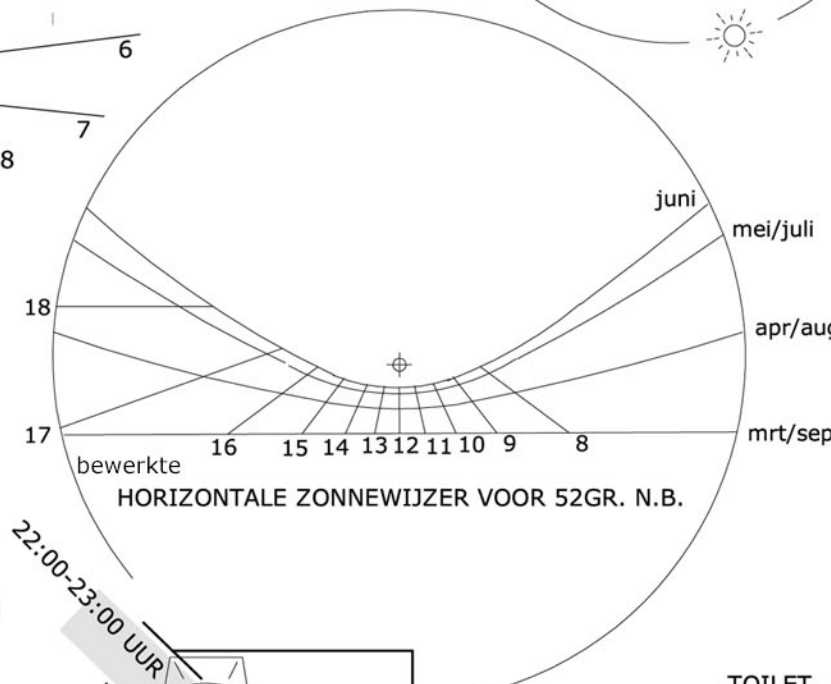 6
7
8
juni
mei/juli
18
apr/aug
17
16
15
14
13
12
11
10
9
8
mrt/sep
bewerkte
HORIZONTALE ZONNEWIJZER VOOR 52GR. N.B.
22:00-23:00 UUR
TOILET